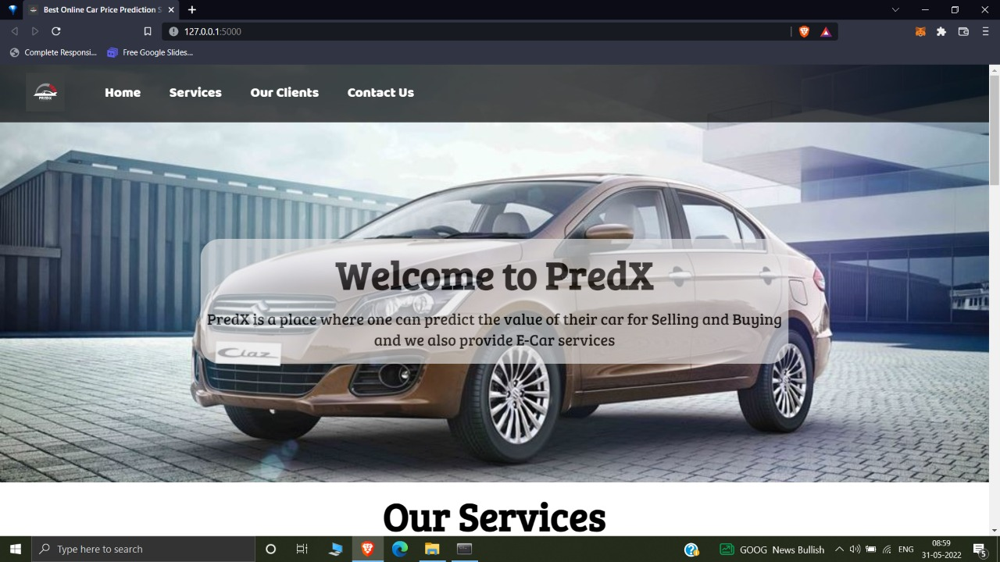 Best Online Car Price Prediction S
127.0.0.1:5000
Complete Responsi...
Free Google Slides...
PREDX
Home
Services
Our Clients
Contact Us
Welcome to PredX
PredX is a place where one can predict the value of their car for Selling and Buying
and we also provide E-Car services
Ciaz
Our Services
Type here to search
GOOG News Bullish
ENG
08:59
31-05-2022
5